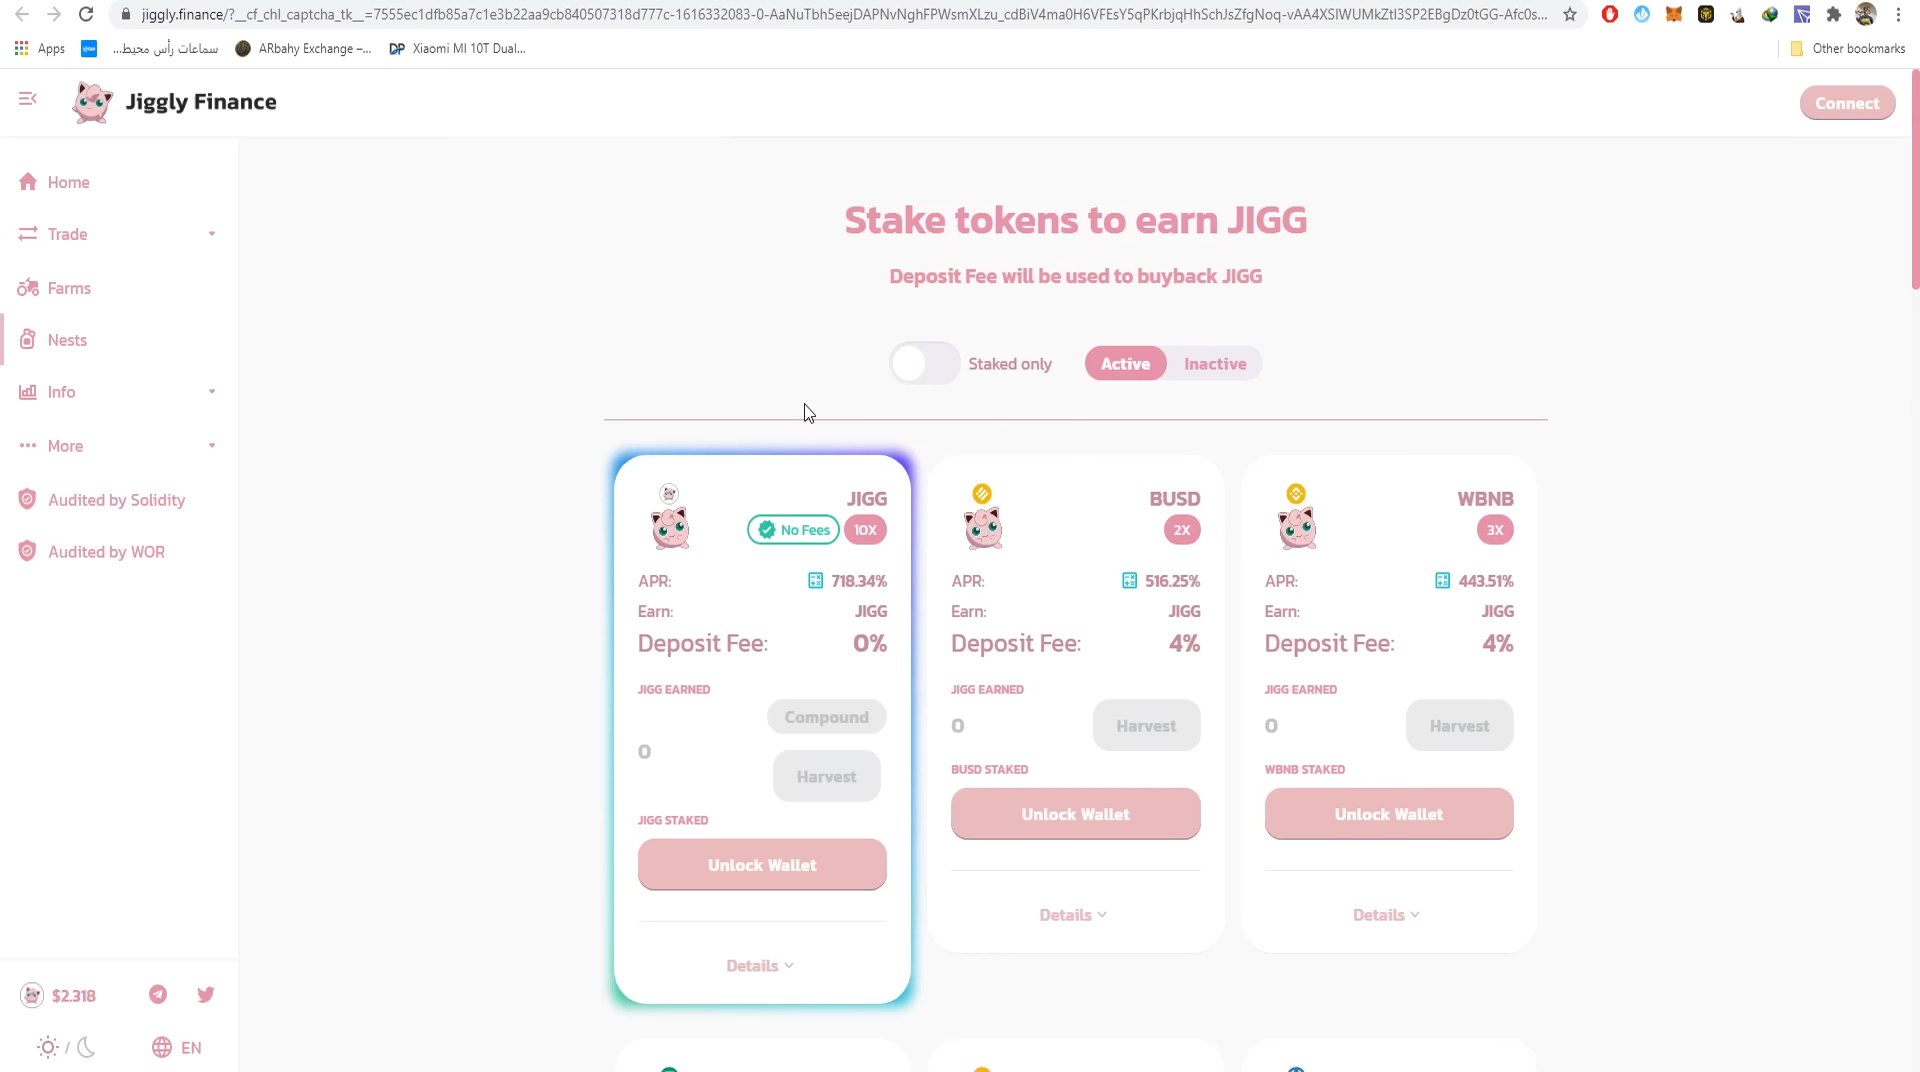 jiggly.finance/?__cf_chl_captcha_tk__=7555ec1dfb85a7c1e3b22aa9cb840507318d777c-1616332083-0-AaNuTbh5eejDAPNvNghFPWsmXLzu_cdBiV4ma0H6VFEsY5qPKrbjqHhSchJsZfgNoq-vAA4XSIWUMkZtI3SP2EBgDz0tGG-Afc0s...
Apps
سماعات رأس محيط...
ARbahy Exchange –...
DP Xiaomi MI 10T Dual...
Other bookmarks
Jiggly Finance
Connect
Home
Trade
Farms
Nests
Info
More
Audited by Solidity
Audited by WOR
$2.318
/
EN
Stake tokens to earn JIGG
Deposit Fee will be used to buyback JIGG
Staked only
Active
Inactive
JIGG
No Fees
10X
APR: 718.34%
Earn: JIGG
Deposit Fee: 0%
JIGG EARNED
Compound
0
Harvest
JIGG STAKED
Unlock Wallet
Details
BUSD
2X
APR: 516.25%
Earn: JIGG
Deposit Fee: 4%
JIGG EARNED
0
Harvest
BUSD STAKED
Unlock Wallet
Details
WBNB
3X
APR: 443.51%
Earn: JIGG
Deposit Fee: 4%
JIGG EARNED
0
Harvest
WBNB STAKED
Unlock Wallet
Details